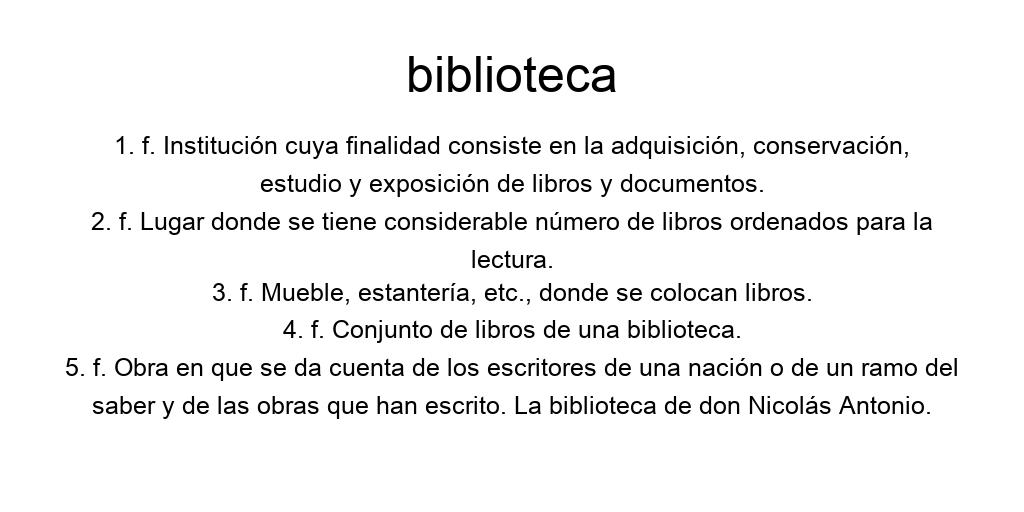 biblioteca
1. f. Institución cuya finalidad consiste en la adquisición, conservación,
estudio y exposición de libros y documentos.
2. f. Lugar donde se tiene considerable número de libros ordenados para la
lectura.
3. f. Mueble, estantería, etc., donde se colocan libros.
4. f. Conjunto de libros de una biblioteca.
5. f. Obra en que se da cuenta de los escritores de una nación o de un ramo del
saber y de las obras que han escrito. La biblioteca de don Nicolás Antonio.